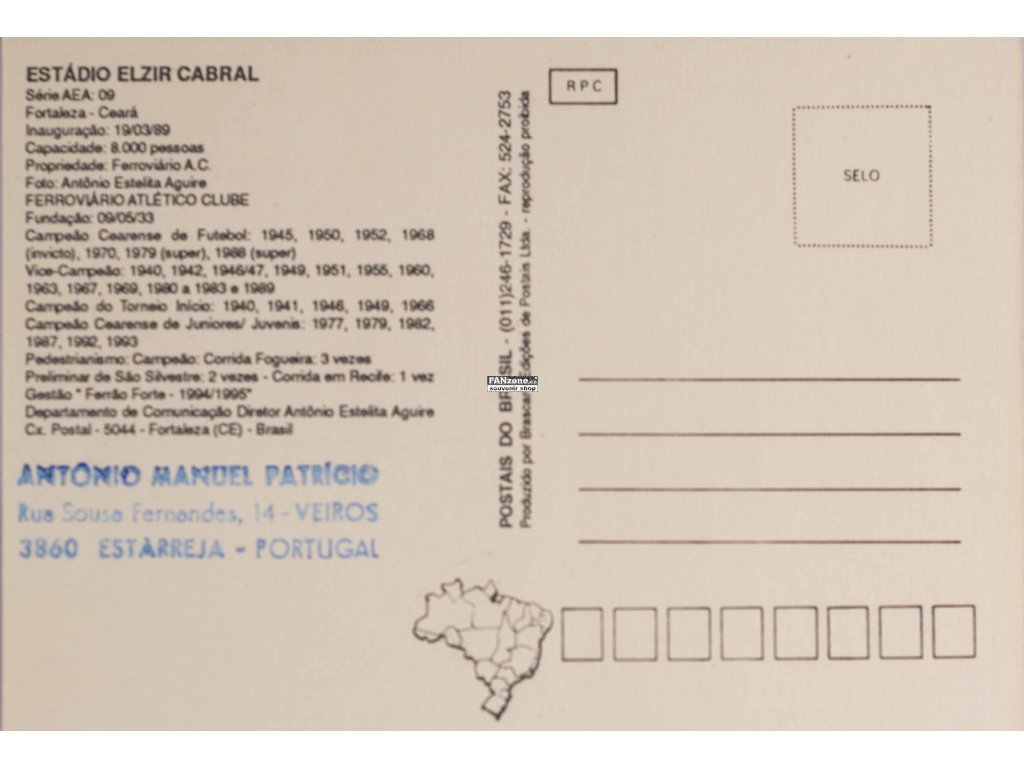 ESTÁDIO ELZIR CABRAL
Série AEA: 09
Fortaleza - Ceará
Inauguração: 19/03/89
Capacidade: 8.000 pessoas
Propriedade: Ferroviário A.C.
Foto: Antônio Estelita Aguire
FERROVIÁRIO ATLÉTICO CLUBE
Fundação: 09/05/33
Campeão Cearense de Futebol: 1945, 1950, 1952, 1968
(invicto), 1970, 1979 (super), 1988 (super)
Vice-Campeão: 1940, 1942, 1946/47, 1949, 1951, 1955, 1960,
1963, 1967, 1969, 1980 a 1983 e 1989
Campeão do Torneio Início: 1940, 1941, 1946, 1949, 1966
Campeão Cearense de Juniores/ Juvenis: 1977, 1979, 1982,
1987, 1992, 1993
Pedestrianismo: Campeão: Corrida Fogueira: 3 vezes
Preliminar de São Silvestre: 2 vezes - Corrida em Recife: 1 vez
Gestão " Ferrão Forte - 1994/1995"
Departamento de Comunicação Diretor Antônio Estelita Aguire
Cx. Postal - 5044 - Fortaleza (CE) - Brasil
ANTÓNIO MANUEL PATRÍCIO
Rua Sousa Fernandes, 14 - VEIROS
3860 ESTARREJA - PORTUGAL
POSTAIS DO BRASIL - (011)246-1729 - FAX: 524-2753
Produzido por Brascard Edições de Postais Ltda. - reprodução proibida
FANzone.cz
souvenir shop
RPC
SELO